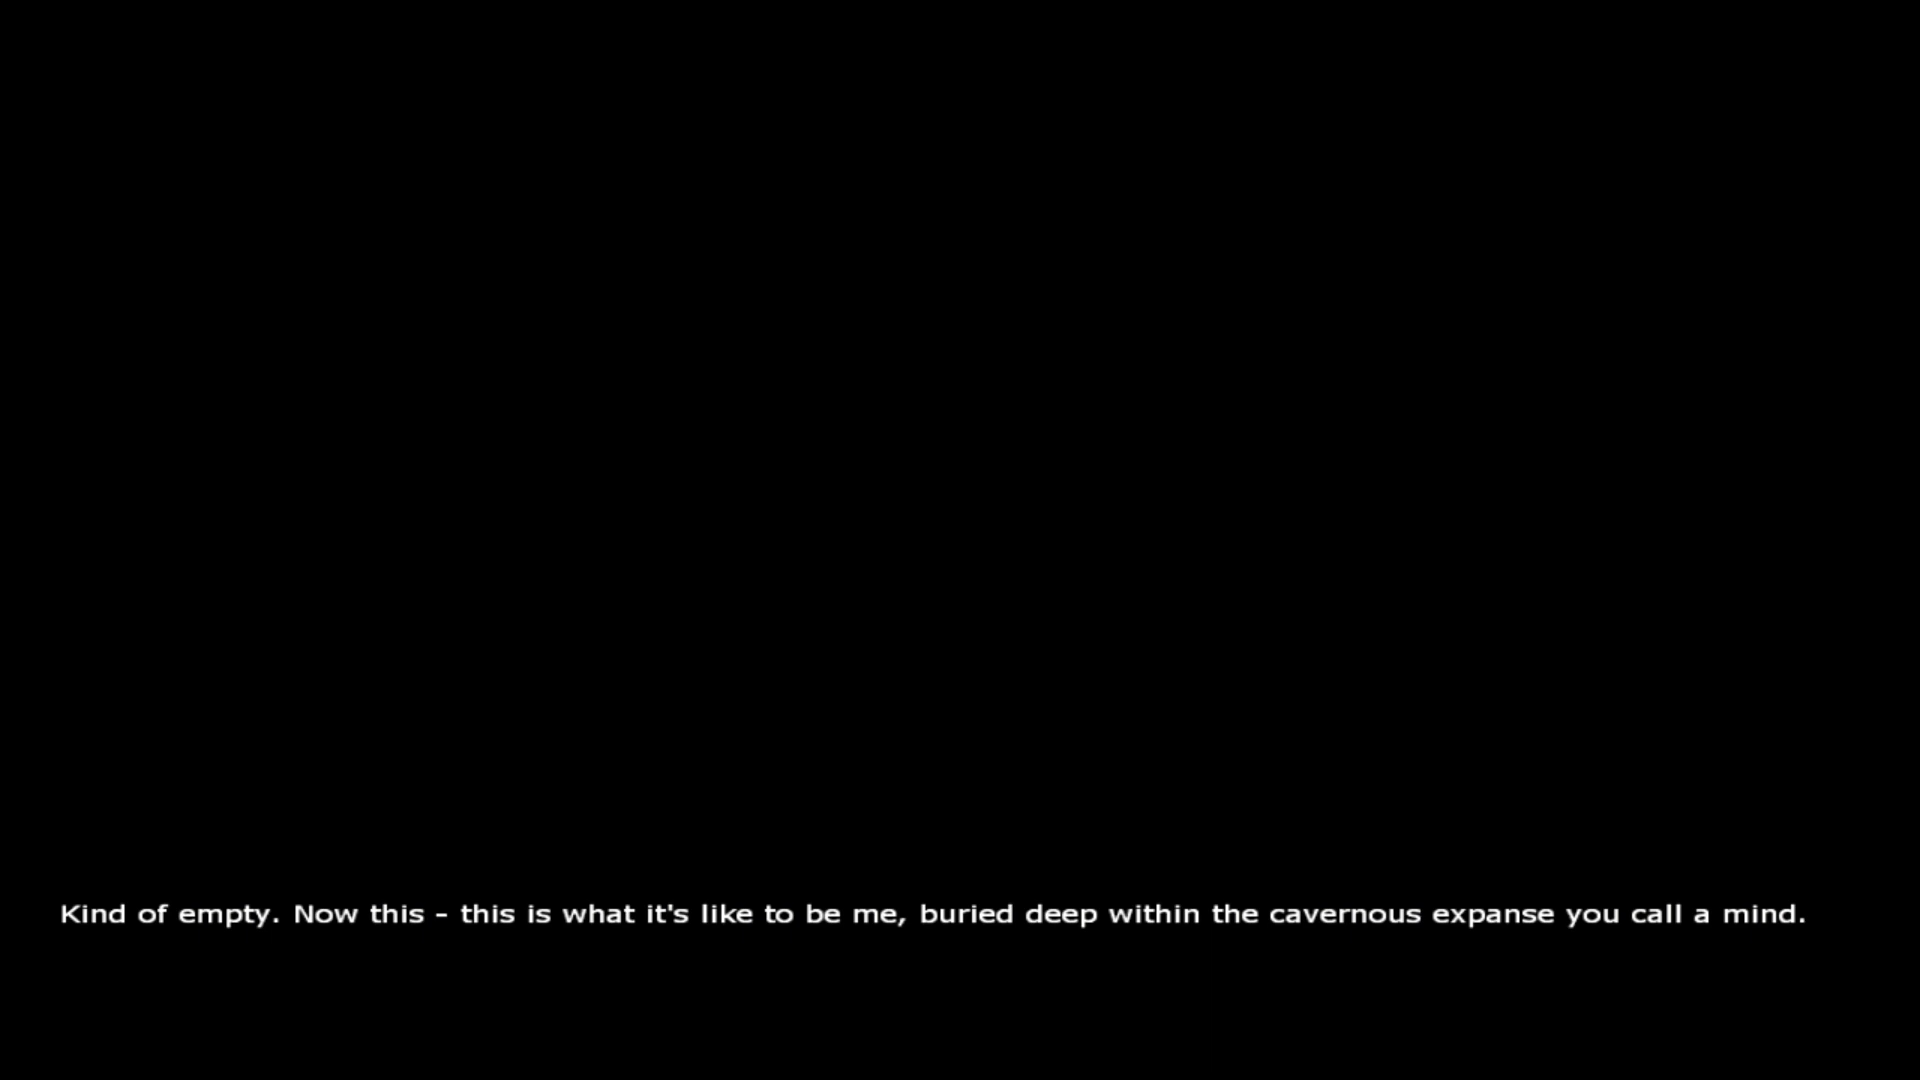 Kind of empty. Now this - this is what it's like to be me, buried deep within the cavernous expanse you call a mind.